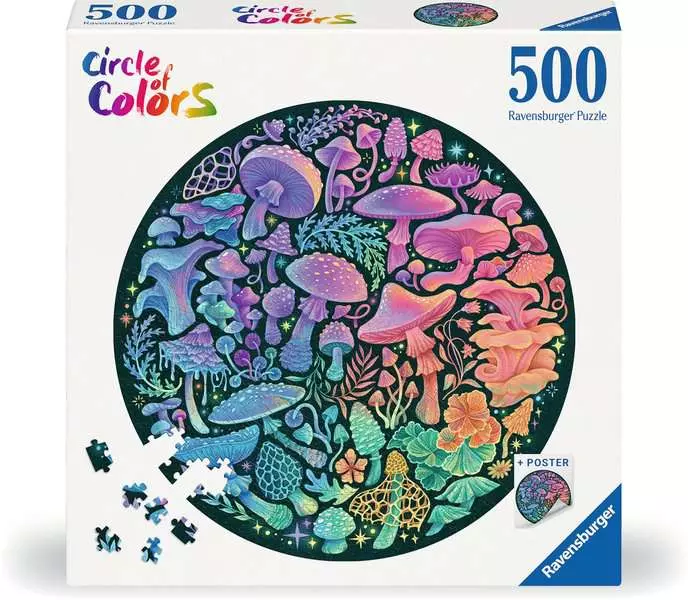 500
Ravensburger Puzzle
Circle of Colors
Ravensburger
Circle
of
Colors
500
Ravensburger Puzzle
+ POSTER
Ravensburger